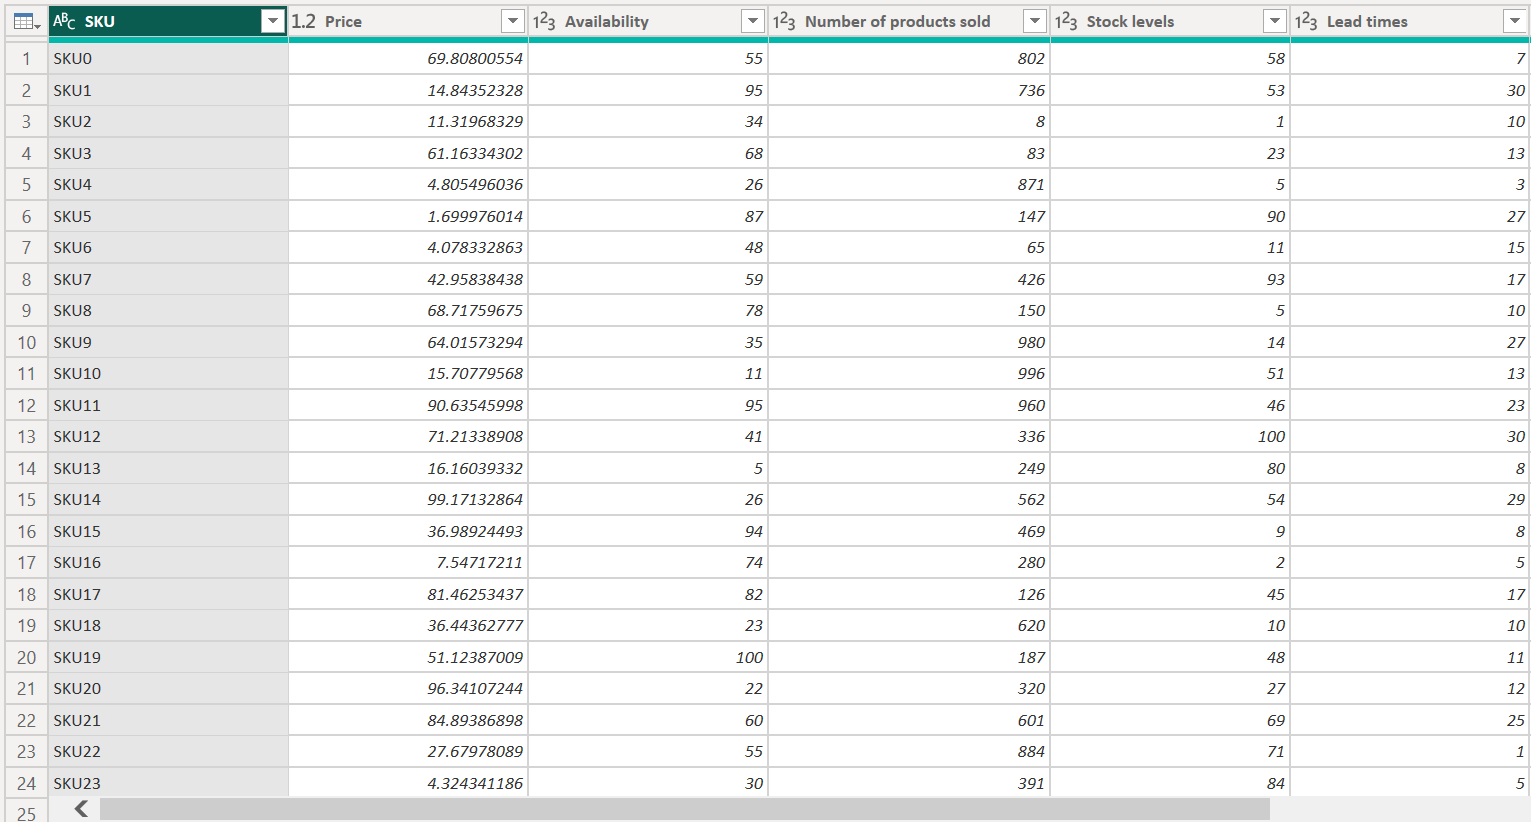 ABC SKU 1.2 Price 123 Availability 123 Number of products sold 123 Stock levels 123 Lead times
1 SKU0 69.80800554 55 802 58 7
2 SKU1 14.84352328 95 736 53 30
3 SKU2 11.31968329 34 8 1 10
4 SKU3 61.16334302 68 83 23 13
5 SKU4 4.805496036 26 871 5 3
6 SKU5 1.699976014 87 147 90 27
7 SKU6 4.078332863 48 65 11 15
8 SKU7 42.95838438 59 426 93 17
9 SKU8 68.71759675 78 150 5 10
10 SKU9 64.01573294 35 980 14 27
11 SKU10 15.70779568 11 996 51 13
12 SKU11 90.63545998 95 960 46 23
13 SKU12 71.21338908 41 336 100 30
14 SKU13 16.16039332 5 249 80 8
15 SKU14 99.17132864 26 562 54 29
16 SKU15 36.98924493 94 469 9 8
17 SKU16 7.54717211 74 280 2 5
18 SKU17 81.46253437 82 126 45 17
19 SKU18 36.44362777 23 620 10 10
20 SKU19 51.12387009 100 187 48 11
21 SKU20 96.34107244 22 320 27 12
22 SKU21 84.89386898 60 601 69 25
23 SKU22 27.67978089 55 884 71 1
24 SKU23 4.324341186 30 391 84 5
25